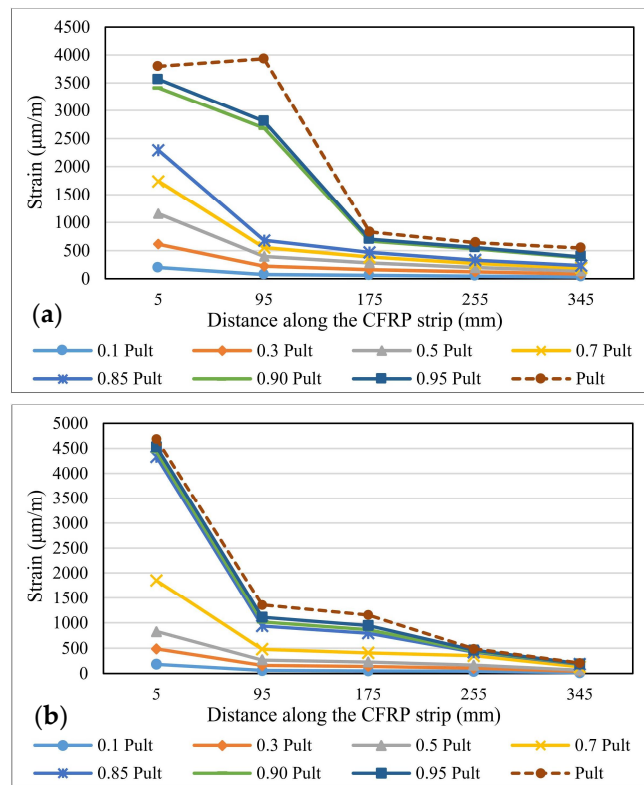 4500
4000
3500
3000
2500
2000
1500
1000
500
0
Strain (μm/m)
5 95 175 255 345
(a) Distance along the CFRP strip (mm)
0.1 Pult 0.3 Pult 0.5 Pult 0.7 Pult
0.85 Pult 0.90 Pult 0.95 Pult Pult
5000
4500
4000
3500
3000
2500
2000
1500
1000
500
0
Strain (μm/m)
5 95 175 255 345
(b) Distance along the CFRP strip (mm)
0.1 Pult 0.3 Pult 0.5 Pult 0.7 Pult
0.85 Pult 0.90 Pult 0.95 Pult Pult